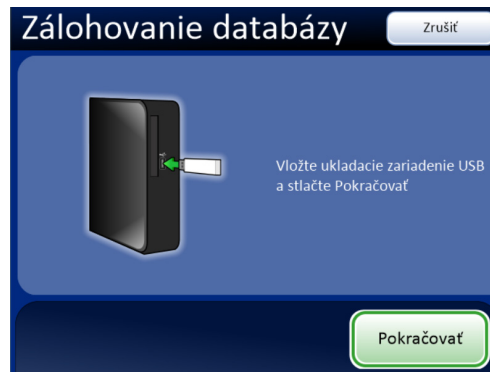 Zálohovanie databázy
Zrušiť
Vložte ukladacie zariadenie USB
a stlačte Pokračovať
Pokračovať